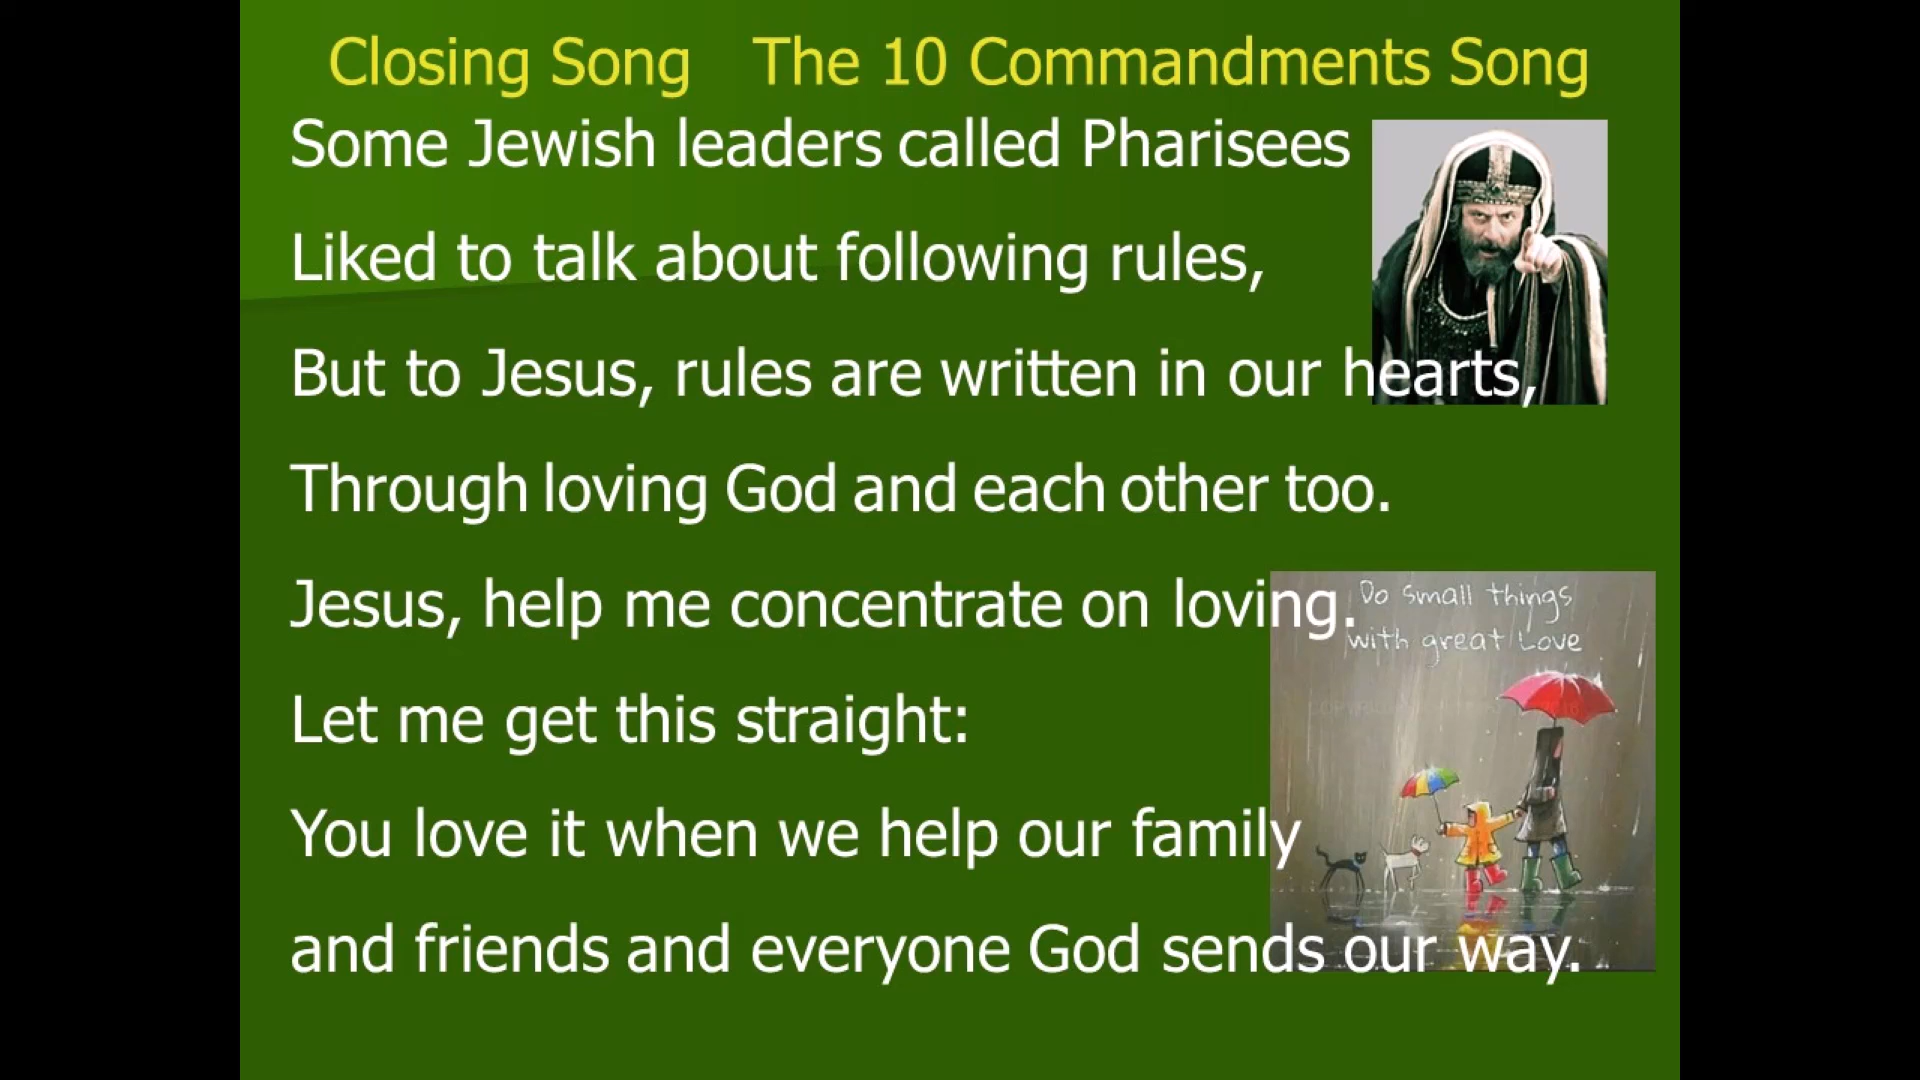 Closing Song The 10 Commandments Song
Some Jewish leaders called Pharisees
Liked to talk about following rules,
But to Jesus, rules are written in our hearts,
Through loving God and each other too.
Jesus, help me concentrate on loving.
Do small things
with great Love
Let me get this straight:
You love it when we help our family
and friends and everyone God sends our way.